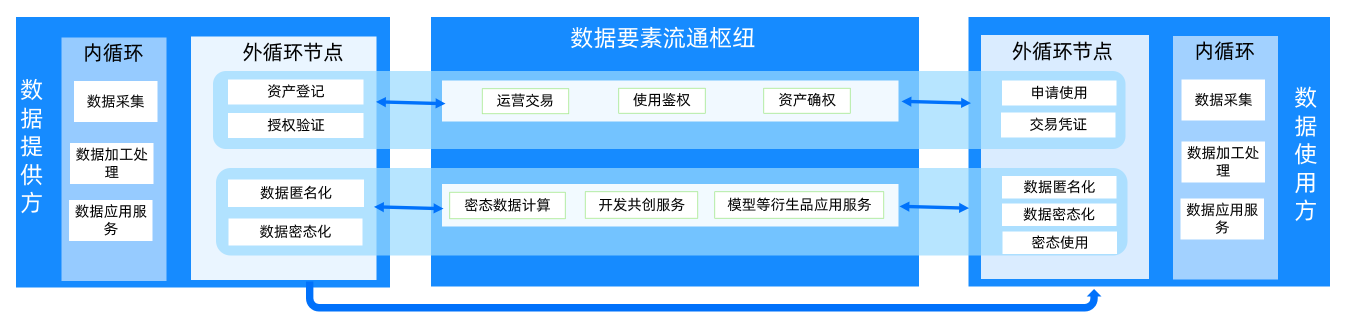 数据提供方
内循环
数据采集
数据加工处
理
数据应用服
务
外循环节点
资产登记
授权验证
数据匿名化
数据密态化
数据要素流通枢纽
运营交易
使用鉴权
资产确权
密态数据计算
开发共创服务
模型等衍生品应用服务
外循环节点
申请使用
交易凭证
数据匿名化
数据密态化
密态使用
内循环
数据采集
数据加工处
理
数据应用服
务
数据使用方